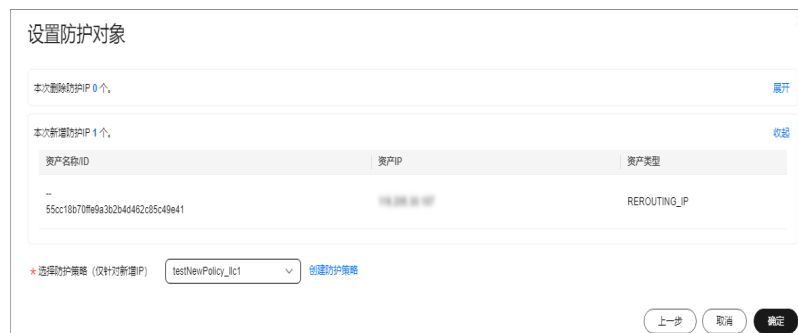 设置防护对象
本次删除防护IP 0 个。 展开
本次新增防护IP 1 个。 收起
资产名称/ID 资产IP 资产类型
--
55cc18b70ffe9a3b2b4d462c85c49e41 REROUTING_IP
* 选择防护策略（仅针对新增IP） testNewPolicy_llc1 创建防护策略
上一步 取消 确定